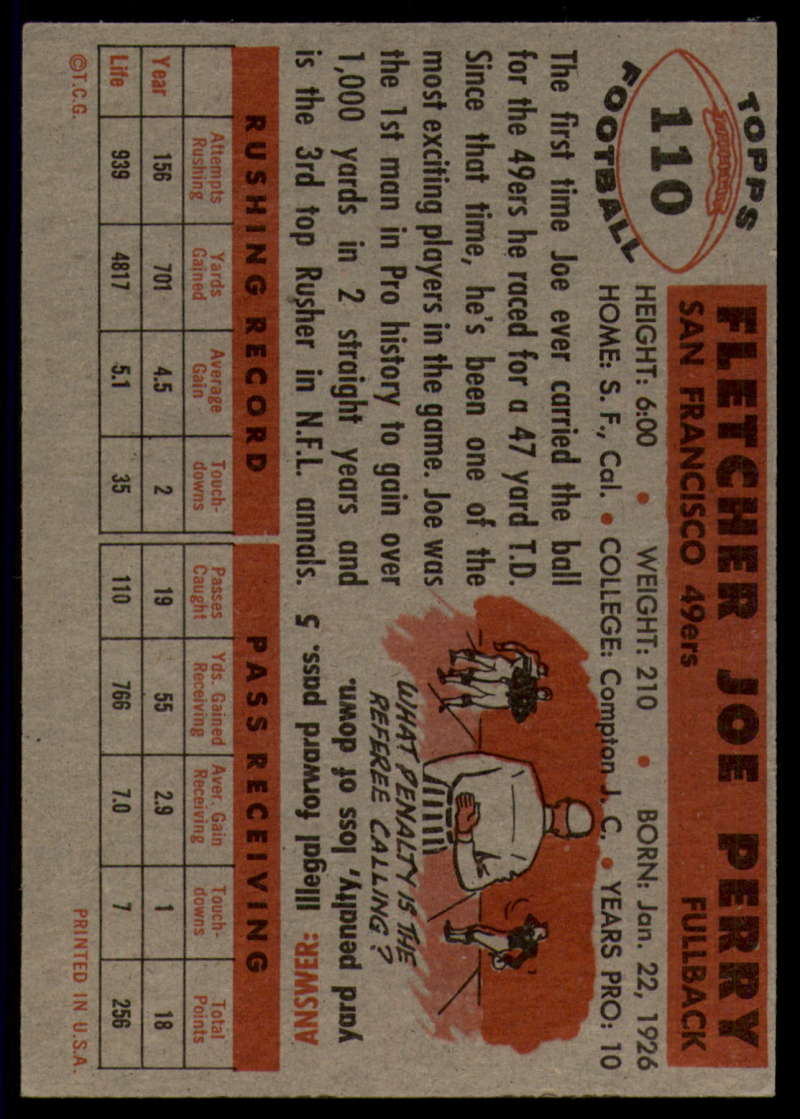 TOPPS
110
FOOTBALL
FLETCHER JOE PERRY
SAN FRANCISCO 49ers FULLBACK
HEIGHT: 6:00 • WEIGHT: 210 • BORN: Jan. 22, 1926
HOME: S. F., Cal. • COLLEGE: Compton J. C. • YEARS PRO: 10
The first time Joe ever carried the ball
for the 49ers he raced for a 47 yard T.D.
Since that time, he's been one of the
most exciting players in the game. Joe was
the 1st man in Pro history to gain over
1,000 yards in 2 straight years and
is the 3rd top Rusher in N.F.L. annals.
WHAT PENALTY IS THE
REFEREE CALLING?
ANSWER: Illegal forward pass. 5
yard penalty, loss of down.
RUSHING RECORD PASS RECEIVING
Attempts Rushing Yards Gained Average Gain Touch-downs Passes Caught Yds. Gained Receiving Aver. Gain Receiving Touch-downs Total Points
Year 156 701 4.5 2 19 55 2.9 1 18
Life 939 4817 5.1 35 110 766 7.0 7 256
©T.C.G. PRINTED IN U.S.A.